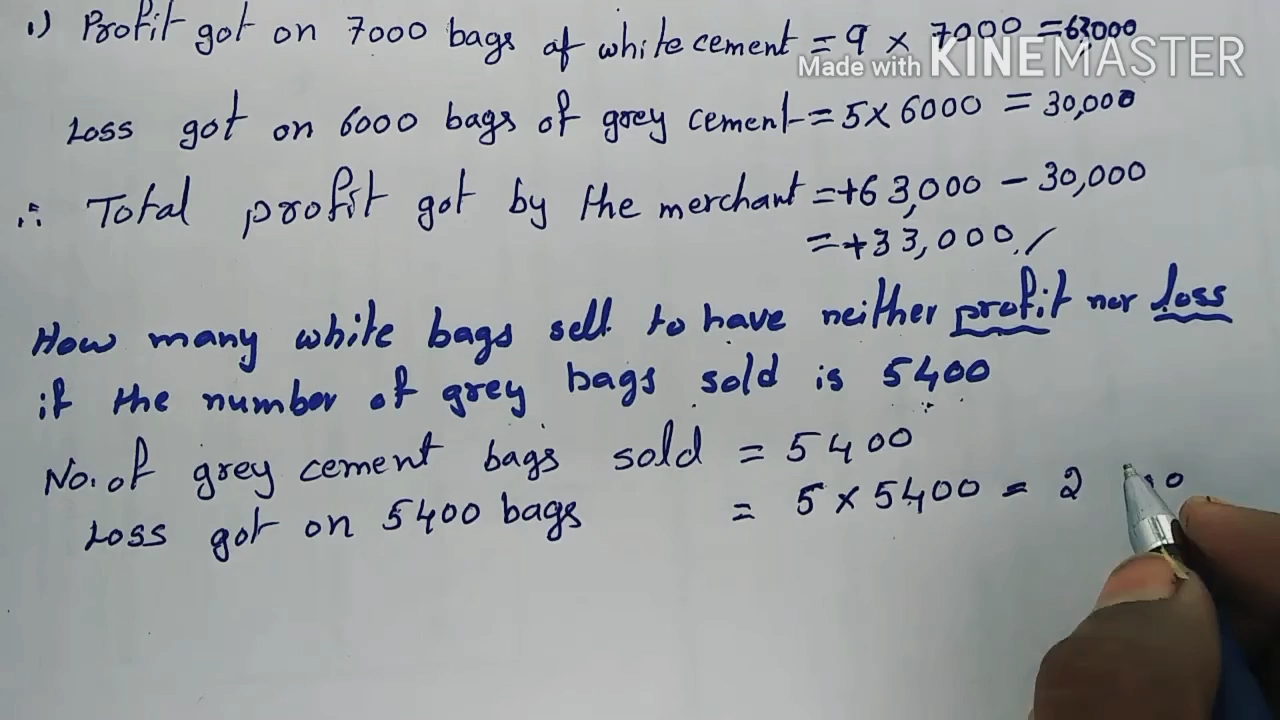 1) Profit got on 7000 bags of white cement = 9 × 7000 = 63,000
Made with KINEMASTER
Loss got on 6000 bags of grey cement = 5 × 6000 = 30,000
∴ Total profit got by the merchant = +63,000 − 30,000
= +33,000 /
How many white bags sell to have neither profit nor loss
if the number of grey bags sold is 5400
No. of grey cement bags sold = 5400
Loss got on 5400 bags = 5 × 5400 = 2